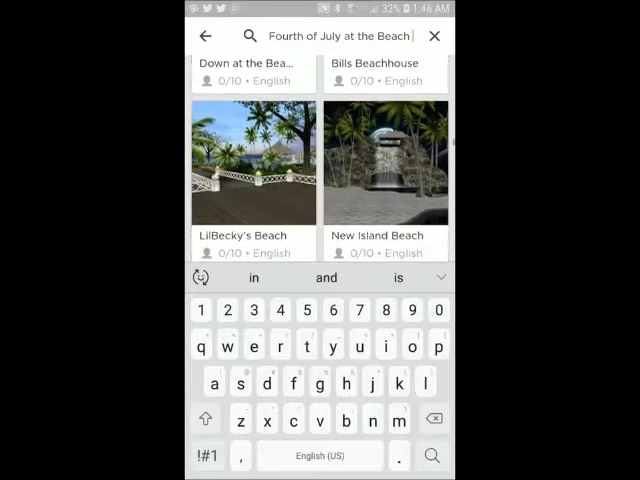 32% 1:46 AM
Fourth of July at the Beach
Down at the Bea... Bills Beachhouse
0/10 • English 0/10 • English
LilBecky's Beach New Island Beach
0/10 • English 0/10 • English
in and is
1 2 3 4 5 6 7 8 9 0
q w e r t y u i o p
a s d f g h j k l
z x c v b n m
!#1 , English (US) .